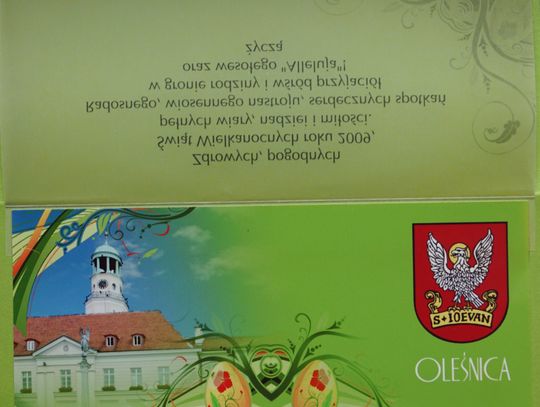 Zdrowych, pogodnych
Świąt Wielkanocnych roku 2009,
pełnych wiary, nadziei i miłości.
Radosnego, wiosennego nastroju, serdecznych spotkań
w gronie rodziny i wśród przyjaciół
oraz wesołego "Alleluja"!
życzą
S+IOEVAN
OLEŚNICA